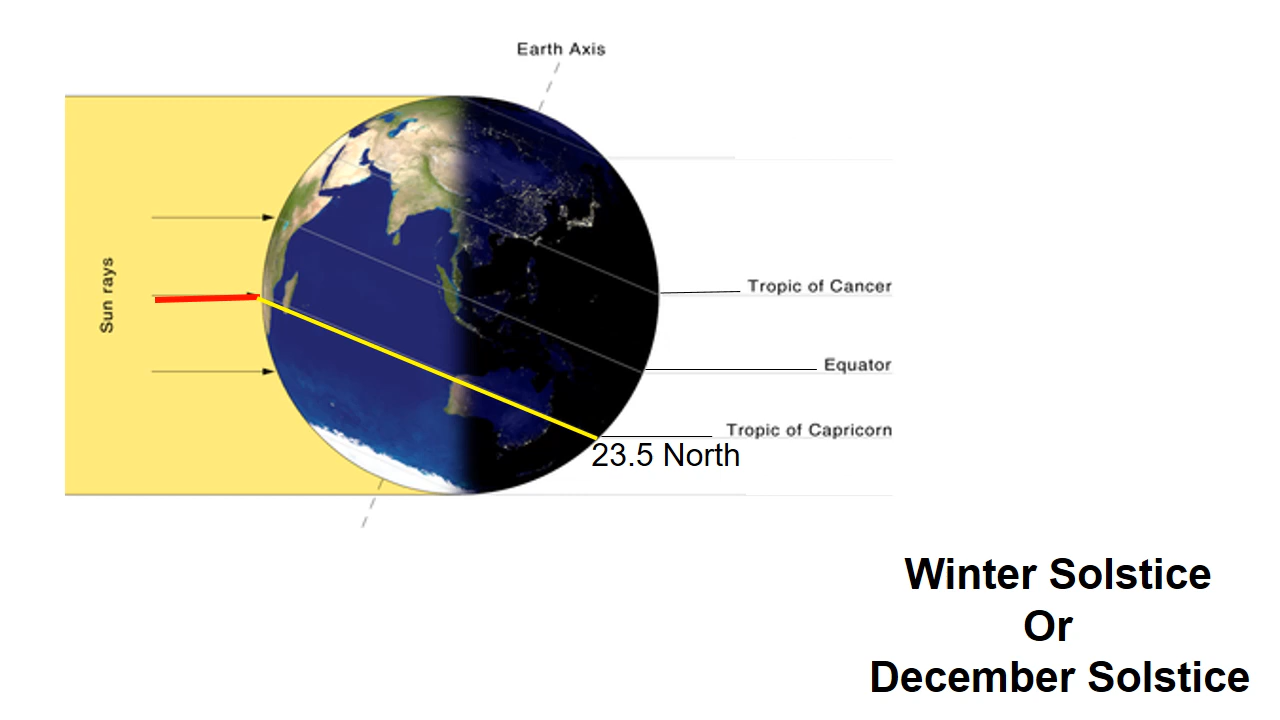 Earth Axis
Sun rays
Tropic of Cancer
Equator
Tropic of Capricorn
23.5 North
Winter Solstice
Or
December Solstice